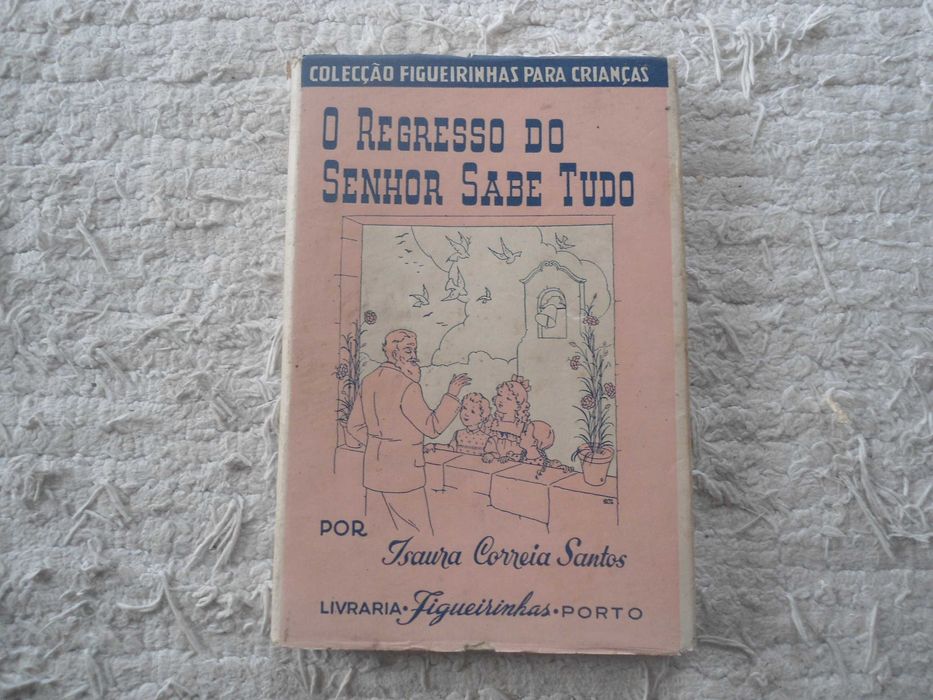 COLECÇÃO FIGUEIRINHAS PARA CRIANÇAS
O REGRESSO DO
SENHOR SABE TUDO
POR
Isaura Correia Santos
LIVRARIA • Figueirinhas • PORTO